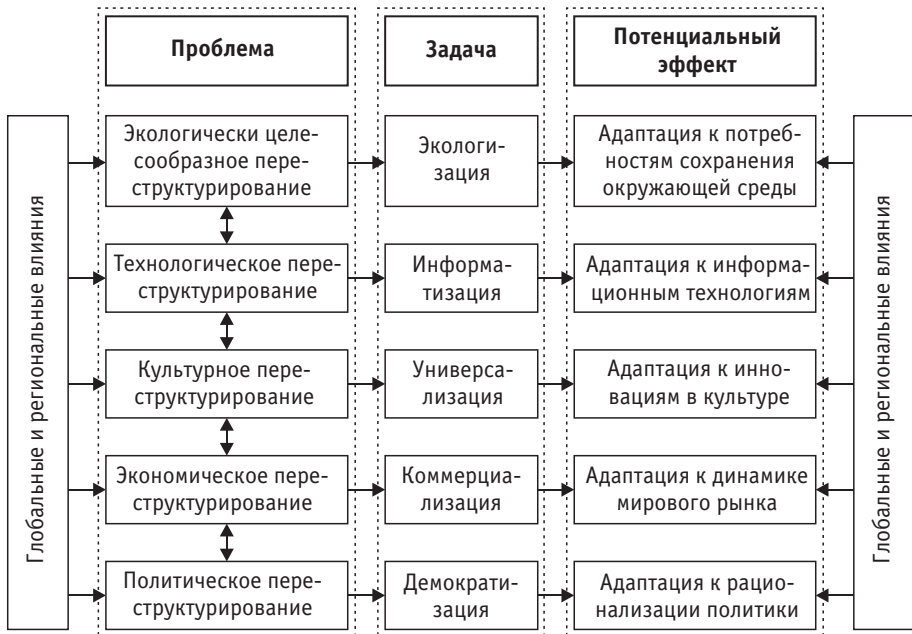 Проблема
Задача
Потенциальный
эффект
Глобальные и региональные влияния
Экологически целе-
сообразное пере-
структурирование
Экологи-
зация
Адаптация к потреб-
ностям сохранения
окружающей среды
Технологическое пере-
структурирование
Информа-
тизация
Адаптация к информа-
ционным технологиям
Культурное пере-
структурирование
Универса-
лизация
Адаптация к инно-
вациям в культуре
Экономическое пере-
структурирование
Коммерциа-
лизация
Адаптация к динамике
мирового рынка
Политическое пере-
структурирование
Демократи-
зация
Адаптация к рацио-
нализации политики
Глобальные и региональные влияния